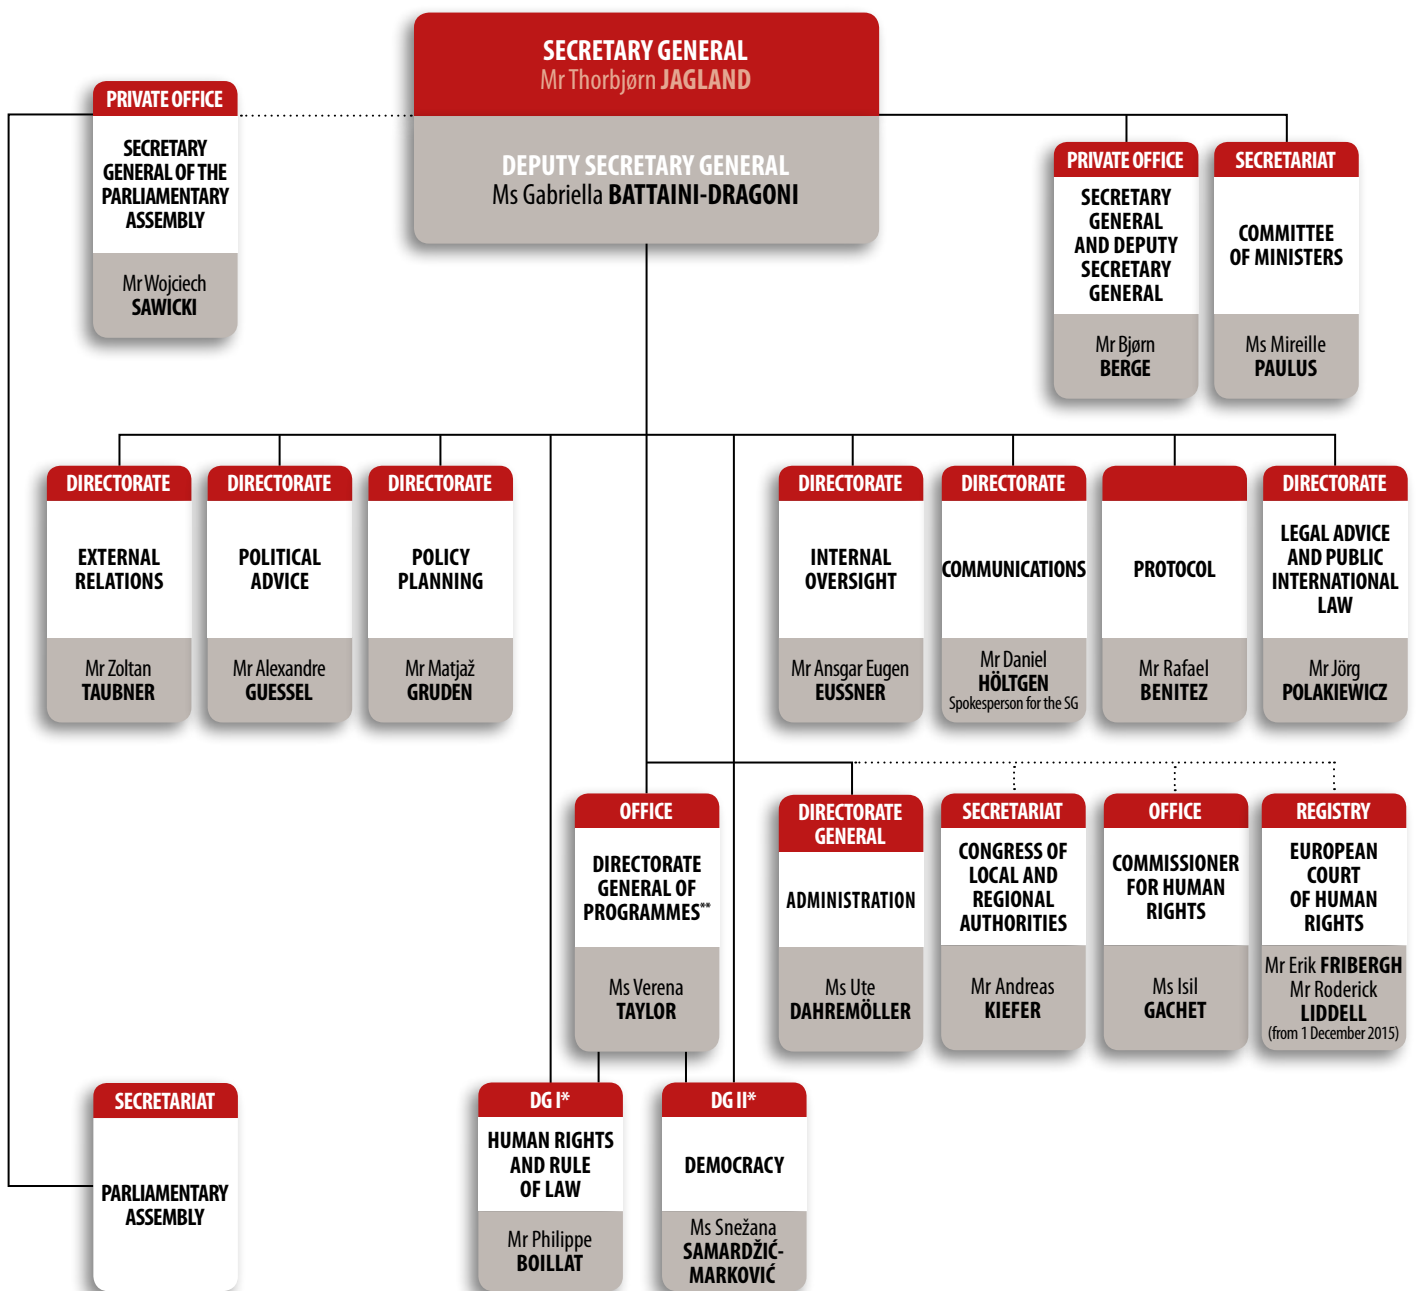 SECRETARY GENERAL
Mr Thorbjørn JAGLAND
DEPUTY SECRETARY GENERAL
Ms Gabriella BATTAINI-DRAGONI
PRIVATE OFFICE
SECRETARY
GENERAL OF THE
PARLIAMENTARY
ASSEMBLY
Mr Wojciech
SAWICKI
PRIVATE OFFICE
SECRETARY
GENERAL
AND DEPUTY
SECRETARY
GENERAL
Mr Bjørn
BERGE
SECRETARIAT
COMMITTEE
OF MINISTERS
Ms Mireille
PAULUS
DIRECTORATE
EXTERNAL
RELATIONS
Mr Zoltan
TAUBNER
DIRECTORATE
POLITICAL
ADVICE
Mr Alexandre
GUESSEL
DIRECTORATE
POLICY
PLANNING
Mr Matjaž
GRUDEN
DIRECTORATE
INTERNAL
OVERSIGHT
Mr Ansgar Eugen
EUSSNER
DIRECTORATE
COMMUNICATIONS
Mr Daniel
HÖLTGEN
Spokesperson for the SG
PROTOCOL
Mr Rafael
BENITEZ
DIRECTORATE
LEGAL ADVICE
AND PUBLIC
INTERNATIONAL
LAW
Mr Jörg
POLAKIEWICZ
OFFICE
DIRECTORATE
GENERAL OF
PROGRAMMES**
Ms Verena
TAYLOR
DIRECTORATE
GENERAL
ADMINISTRATION
Ms Ute
DAHREMÖLLER
SECRETARIAT
CONGRESS OF
LOCAL AND
REGIONAL
AUTHORITIES
Mr Andreas
KIEFER
OFFICE
COMMISSIONER
FOR HUMAN
RIGHTS
Ms Isil
GACHET
REGISTRY
EUROPEAN
COURT
OF HUMAN
RIGHTS
Mr Erik FRIBERGH
Mr Roderick
LIDDELL
(from 1 December 2015)
SECRETARIAT
PARLIAMENTARY
ASSEMBLY
DG I*
HUMAN RIGHTS
AND RULE
OF LAW
Mr Philippe
BOILLAT
DG II*
DEMOCRACY
Ms Snežana
SAMARDŽIĆ-
MARKOVIĆ